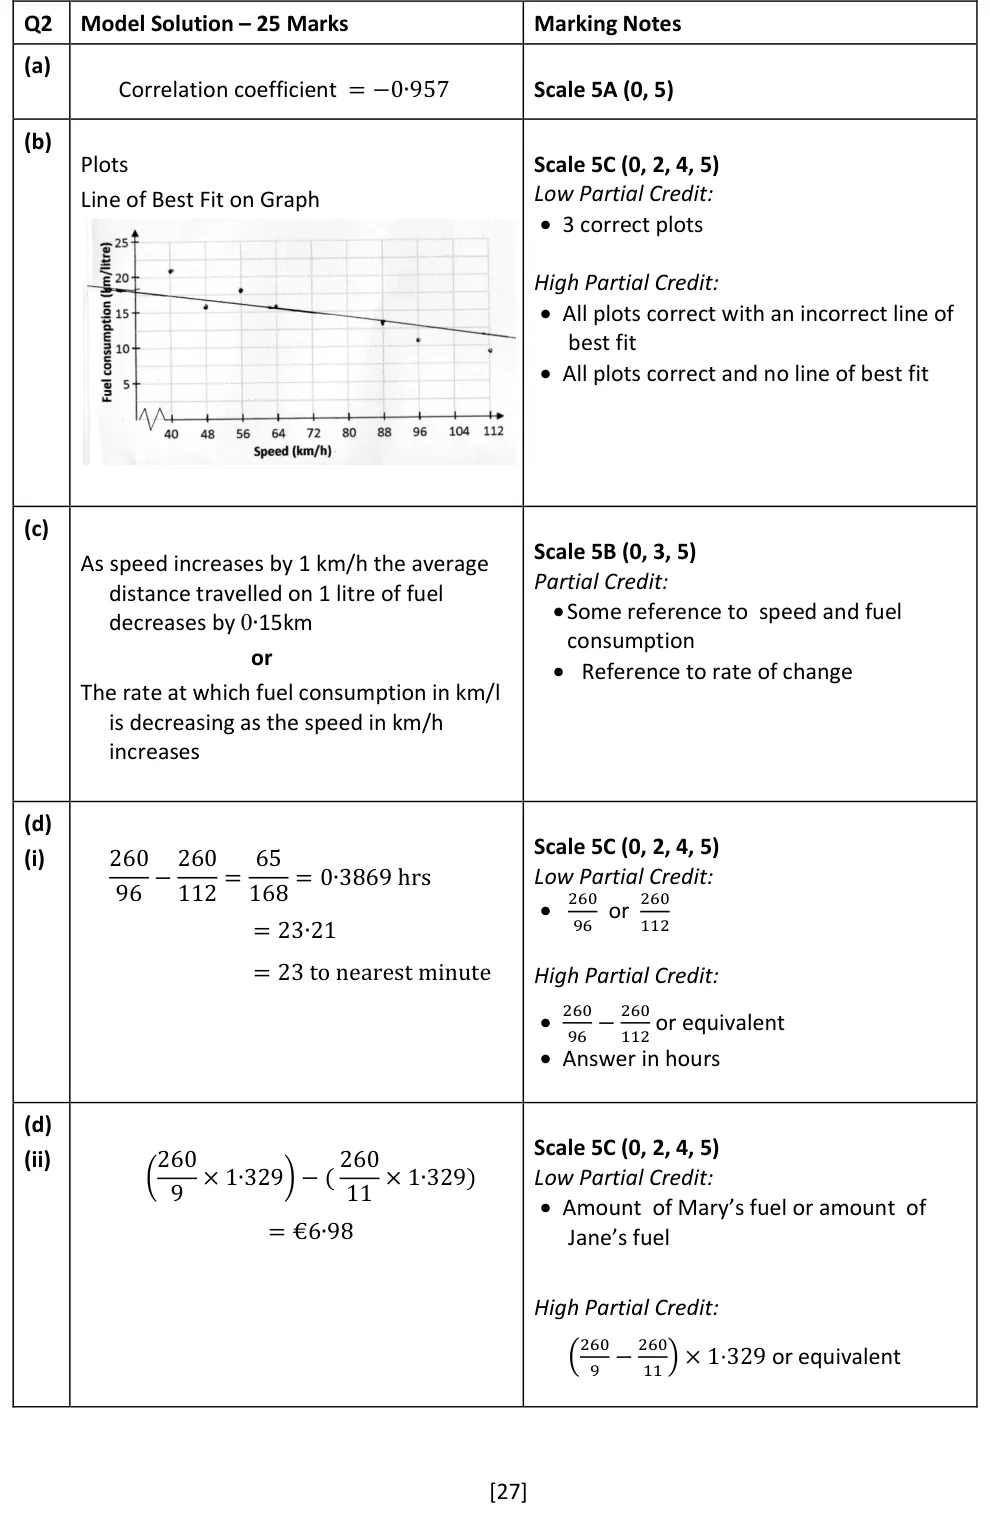 Q2 Model Solution – 25 Marks Marking Notes
(a)
Correlation coefficient = −0·957 Scale 5A (0, 5)
(b)
Plots
Line of Best Fit on Graph
Fuel consumption (km/litre)
25
20
15
10
5
40 48 56 64 72 80 88 96 104 112
Speed (km/h)
Scale 5C (0, 2, 4, 5)
Low Partial Credit:
• 3 correct plots
High Partial Credit:
• All plots correct with an incorrect line of
best fit
• All plots correct and no line of best fit
(c)
As speed increases by 1 km/h the average
distance travelled on 1 litre of fuel
decreases by 0·15km
or
The rate at which fuel consumption in km/l
is decreasing as the speed in km/h
increases
Scale 5B (0, 3, 5)
Partial Credit:
• Some reference to speed and fuel
consumption
• Reference to rate of change
(d)
(i)
260/96 − 260/112 = 65/168 = 0·3869 hrs
= 23·21
= 23 to nearest minute
Scale 5C (0, 2, 4, 5)
Low Partial Credit:
• 260/96 or 260/112
High Partial Credit:
• 260/96 − 260/112 or equivalent
• Answer in hours
(d)
(ii)
(260/9 × 1·329) − ( 260/11 × 1·329)
= €6·98
Scale 5C (0, 2, 4, 5)
Low Partial Credit:
• Amount of Mary’s fuel or amount of
Jane’s fuel
High Partial Credit:
(260/9 − 260/11) × 1·329 or equivalent
[27]